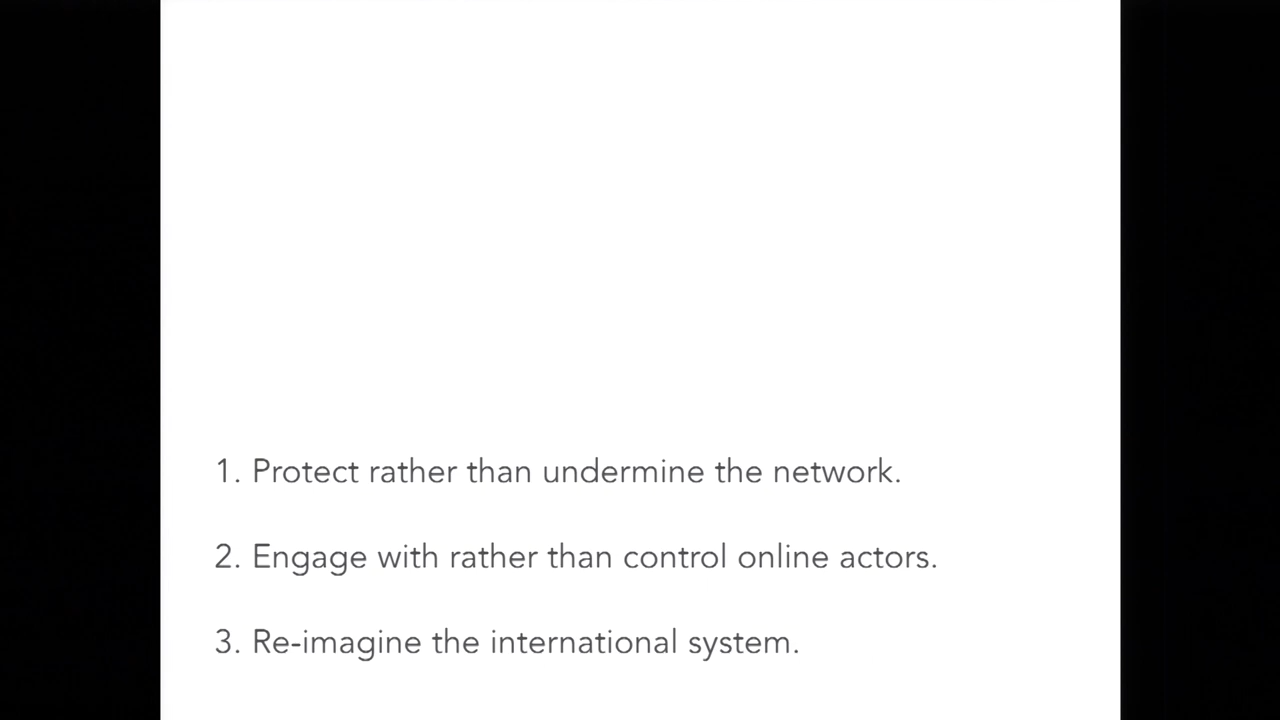 1. Protect rather than undermine the network.
2. Engage with rather than control online actors.
3. Re-imagine the international system.